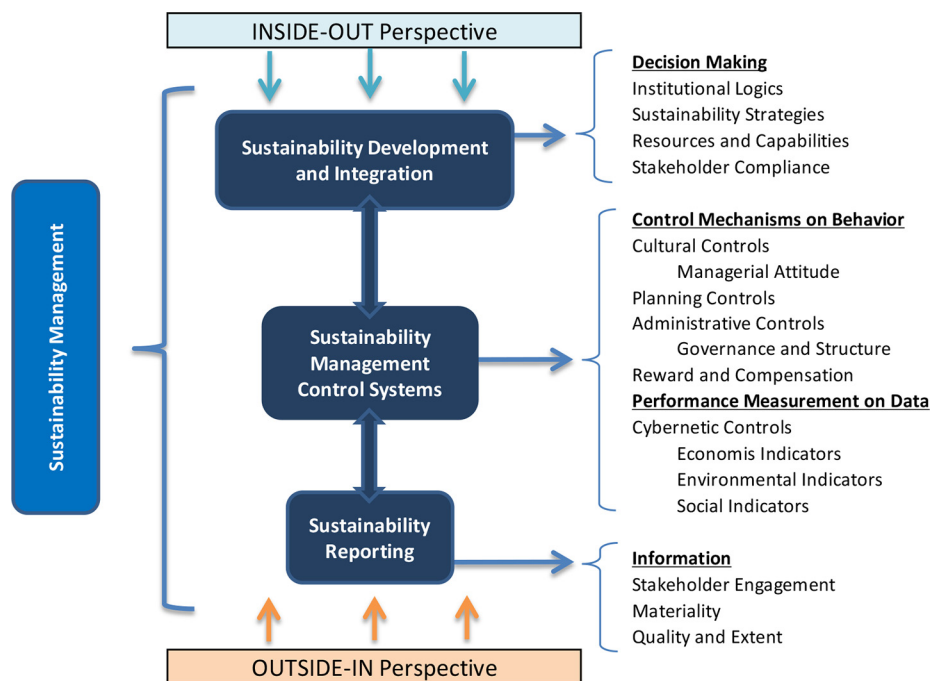 INSIDE-OUT Perspective
Sustainability Management
Sustainability Development
and Integration
Decision Making
Institutional Logics
Sustainability Strategies
Resources and Capabilities
Stakeholder Compliance
Sustainability
Management
Control Systems
Control Mechanisms on Behavior
Cultural Controls
Managerial Attitude
Planning Controls
Administrative Controls
Governance and Structure
Reward and Compensation
Performance Measurement on Data
Cybernetic Controls
Economis Indicators
Environmental Indicators
Social Indicators
Sustainability
Reporting
Information
Stakeholder Engagement
Materiality
Quality and Extent
OUTSIDE-IN Perspective